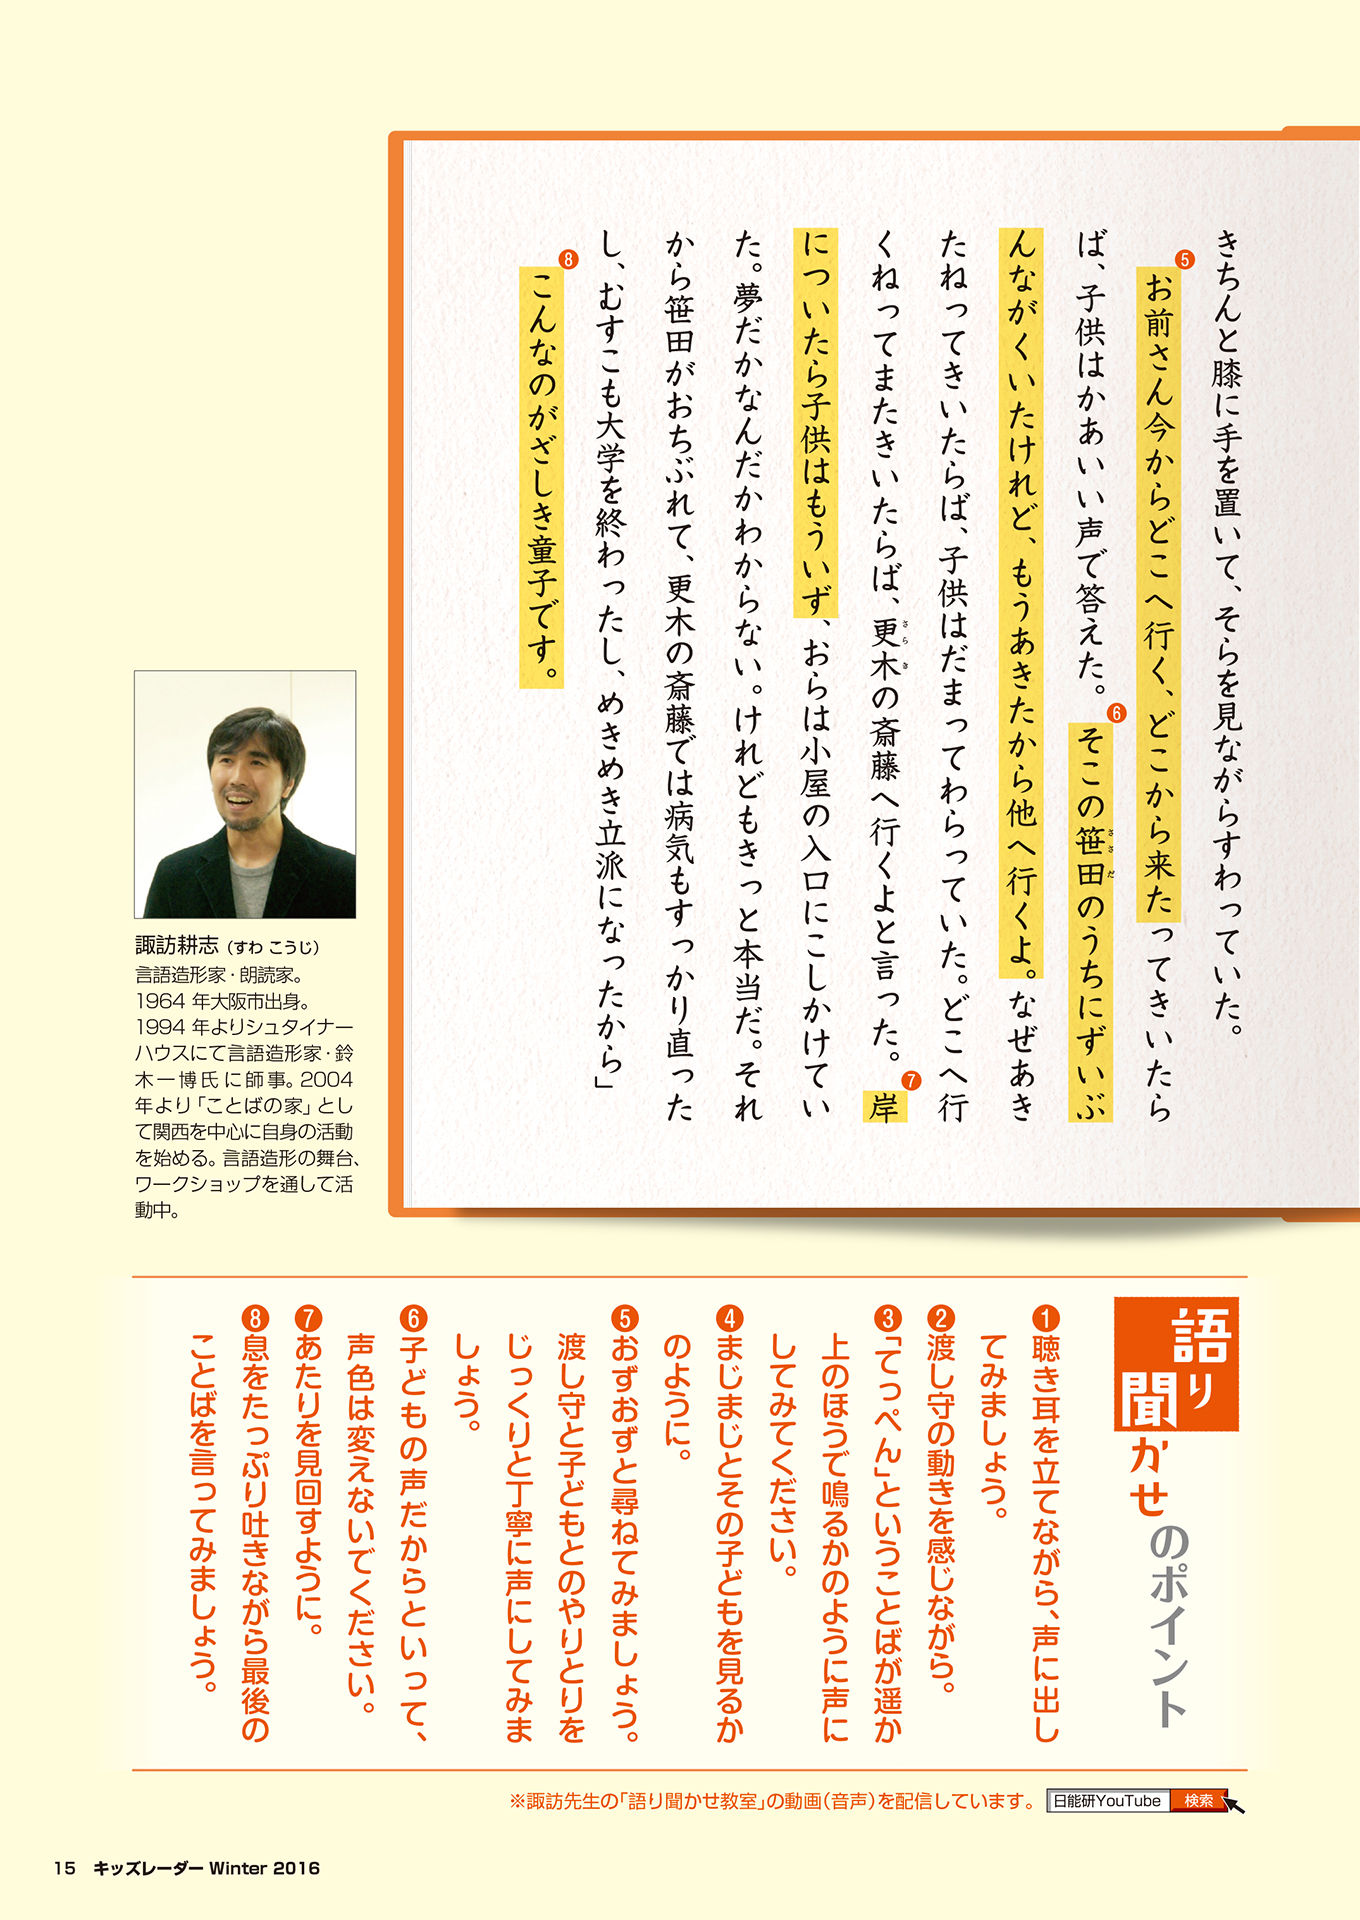 きちんと膝に手を置いて、そらを見ながらすわっていた。
❺
お前さん今からどこへ行く、どこから来たってきいたら
ば、子供はかあいい声で答えた。❻そこの笹田のうちにずいぶ
ささだ
んながくいたけれど、もうあきたから他へ行くよ。なぜあき
たねってきいたらば、子供はだまってわらっていた。どこへ行
くねってまたきいたらば、更木の斎藤へ行くよと言った。❼岸
さらき
についたら子供はもういず、おらは小屋の入口にこしかけてい
た。夢だかなんだかわからない。けれどもきっと本当だ。それ
から笹田がおちぶれて、更木の斎藤では病気もすっかり直った
し、むすこも大学を終わったし、めきめき立派になったから」
❽
こんなのがざしき童子です。
諏訪耕志（すわ こうじ）
言語造形家・朗読家。
1964 年大阪市出身。
1994 年よりシュタイナー
ハウスにて言語造形家・鈴
木一博氏に師事。2004
年より「ことばの家」とし
て関西を中心に自身の活動
を始める。言語造形の舞台、
ワークショップを通して活
動中。
語り聞かせのポイント
❶聴き耳を立てながら、声に出し
てみましょう。
❷渡し守の動きを感じながら。
❸「てっぺん」ということばが遥か
上のほうで鳴るかのように声に
してみてください。
❹まじまじとその子どもを見るか
のように。
❺おずおずと尋ねてみましょう。
渡し守と子どもとのやりとりを
じっくりと丁寧に声にしてみま
しょう。
❻子どもの声だからといって、
声色は変えないでください。
❼あたりを見回すように。
❽息をたっぷり吐きながら最後の
ことばを言ってみましょう。
※諏訪先生の「語り聞かせ教室」の動画（音声）を配信しています。 日能研YouTube 検索
15 キッズレーダー Winter 2016